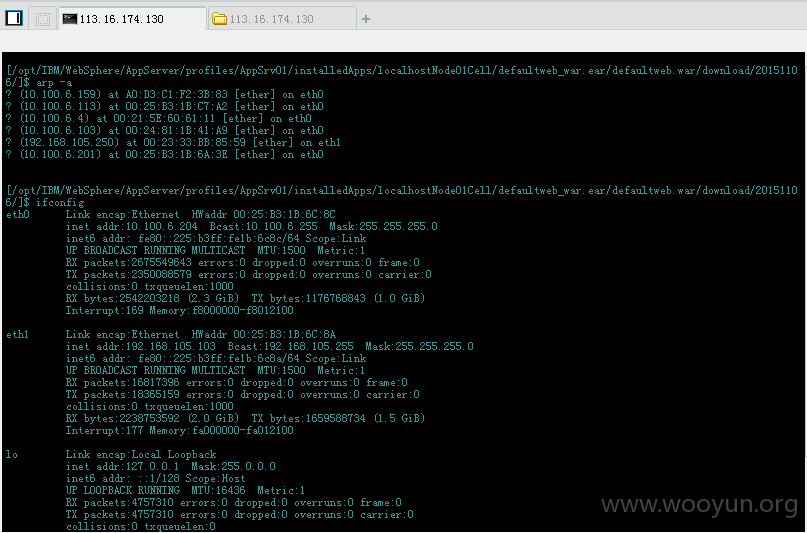 113.16.174.130 113.16.174.130 +
[/opt/IBM/WebSphere/AppServer/profiles/AppSrv01/installedApps/localhostNode01Cell/defaultweb_war.ear/defaultweb.war/download/2015110
6/]$ arp -a
? (10.100.6.159) at A0:D3:C1:F2:3B:83 [ether] on eth0
? (10.100.6.113) at 00:25:B3:1B:C7:A2 [ether] on eth0
? (10.100.6.4) at 00:21:5E:60:61:11 [ether] on eth0
? (10.100.6.103) at 00:24:81:1B:41:A9 [ether] on eth0
? (192.168.105.250) at 00:23:33:BB:85:59 [ether] on eth1
? (10.100.6.201) at 00:25:B3:1B:6A:3E [ether] on eth0
[/opt/IBM/WebSphere/AppServer/profiles/AppSrv01/installedApps/localhostNode01Cell/defaultweb_war.ear/defaultweb.war/download/2015110
6/]$ ifconfig
eth0 Link encap:Ethernet HWaddr 00:25:B3:1B:6C:8C
inet addr:10.100.6.204 Bcast:10.100.6.255 Mask:255.255.255.0
inet6 addr: fe80::225:b3ff:fe1b:6c8c/64 Scope:Link
UP BROADCAST RUNNING MULTICAST MTU:1500 Metric:1
RX packets:2675549643 errors:0 dropped:0 overruns:0 frame:0
TX packets:2350088579 errors:0 dropped:0 overruns:0 carrier:0
collisions:0 txqueuelen:1000
RX bytes:2542203218 (2.3 GiB) TX bytes:1176768843 (1.0 GiB)
Interrupt:169 Memory:f8000000-f8012100
eth1 Link encap:Ethernet HWaddr 00:25:B3:1B:6C:8A
inet addr:192.168.105.103 Bcast:192.168.105.255 Mask:255.255.255.0
inet6 addr: fe80::225:b3ff:fe1b:6c8a/64 Scope:Link
UP BROADCAST RUNNING MULTICAST MTU:1500 Metric:1
RX packets:16817396 errors:0 dropped:0 overruns:0 frame:0
TX packets:18365159 errors:0 dropped:0 overruns:0 carrier:0
collisions:0 txqueuelen:1000
RX bytes:2238753592 (2.0 GiB) TX bytes:1659588734 (1.5 GiB)
Interrupt:177 Memory:fa000000-fa012100
lo Link encap:Local Loopback
inet addr:127.0.0.1 Mask:255.0.0.0
inet6 addr: ::1/128 Scope:Host
UP LOOPBACK RUNNING MTU:16436 Metric:1
RX packets:4757310 errors:0 dropped:0 overruns:0 frame:0
TX packets:4757310 errors:0 dropped:0 overruns:0 carrier:0
collisions:0 txqueuelen:0
www.wooyun.org